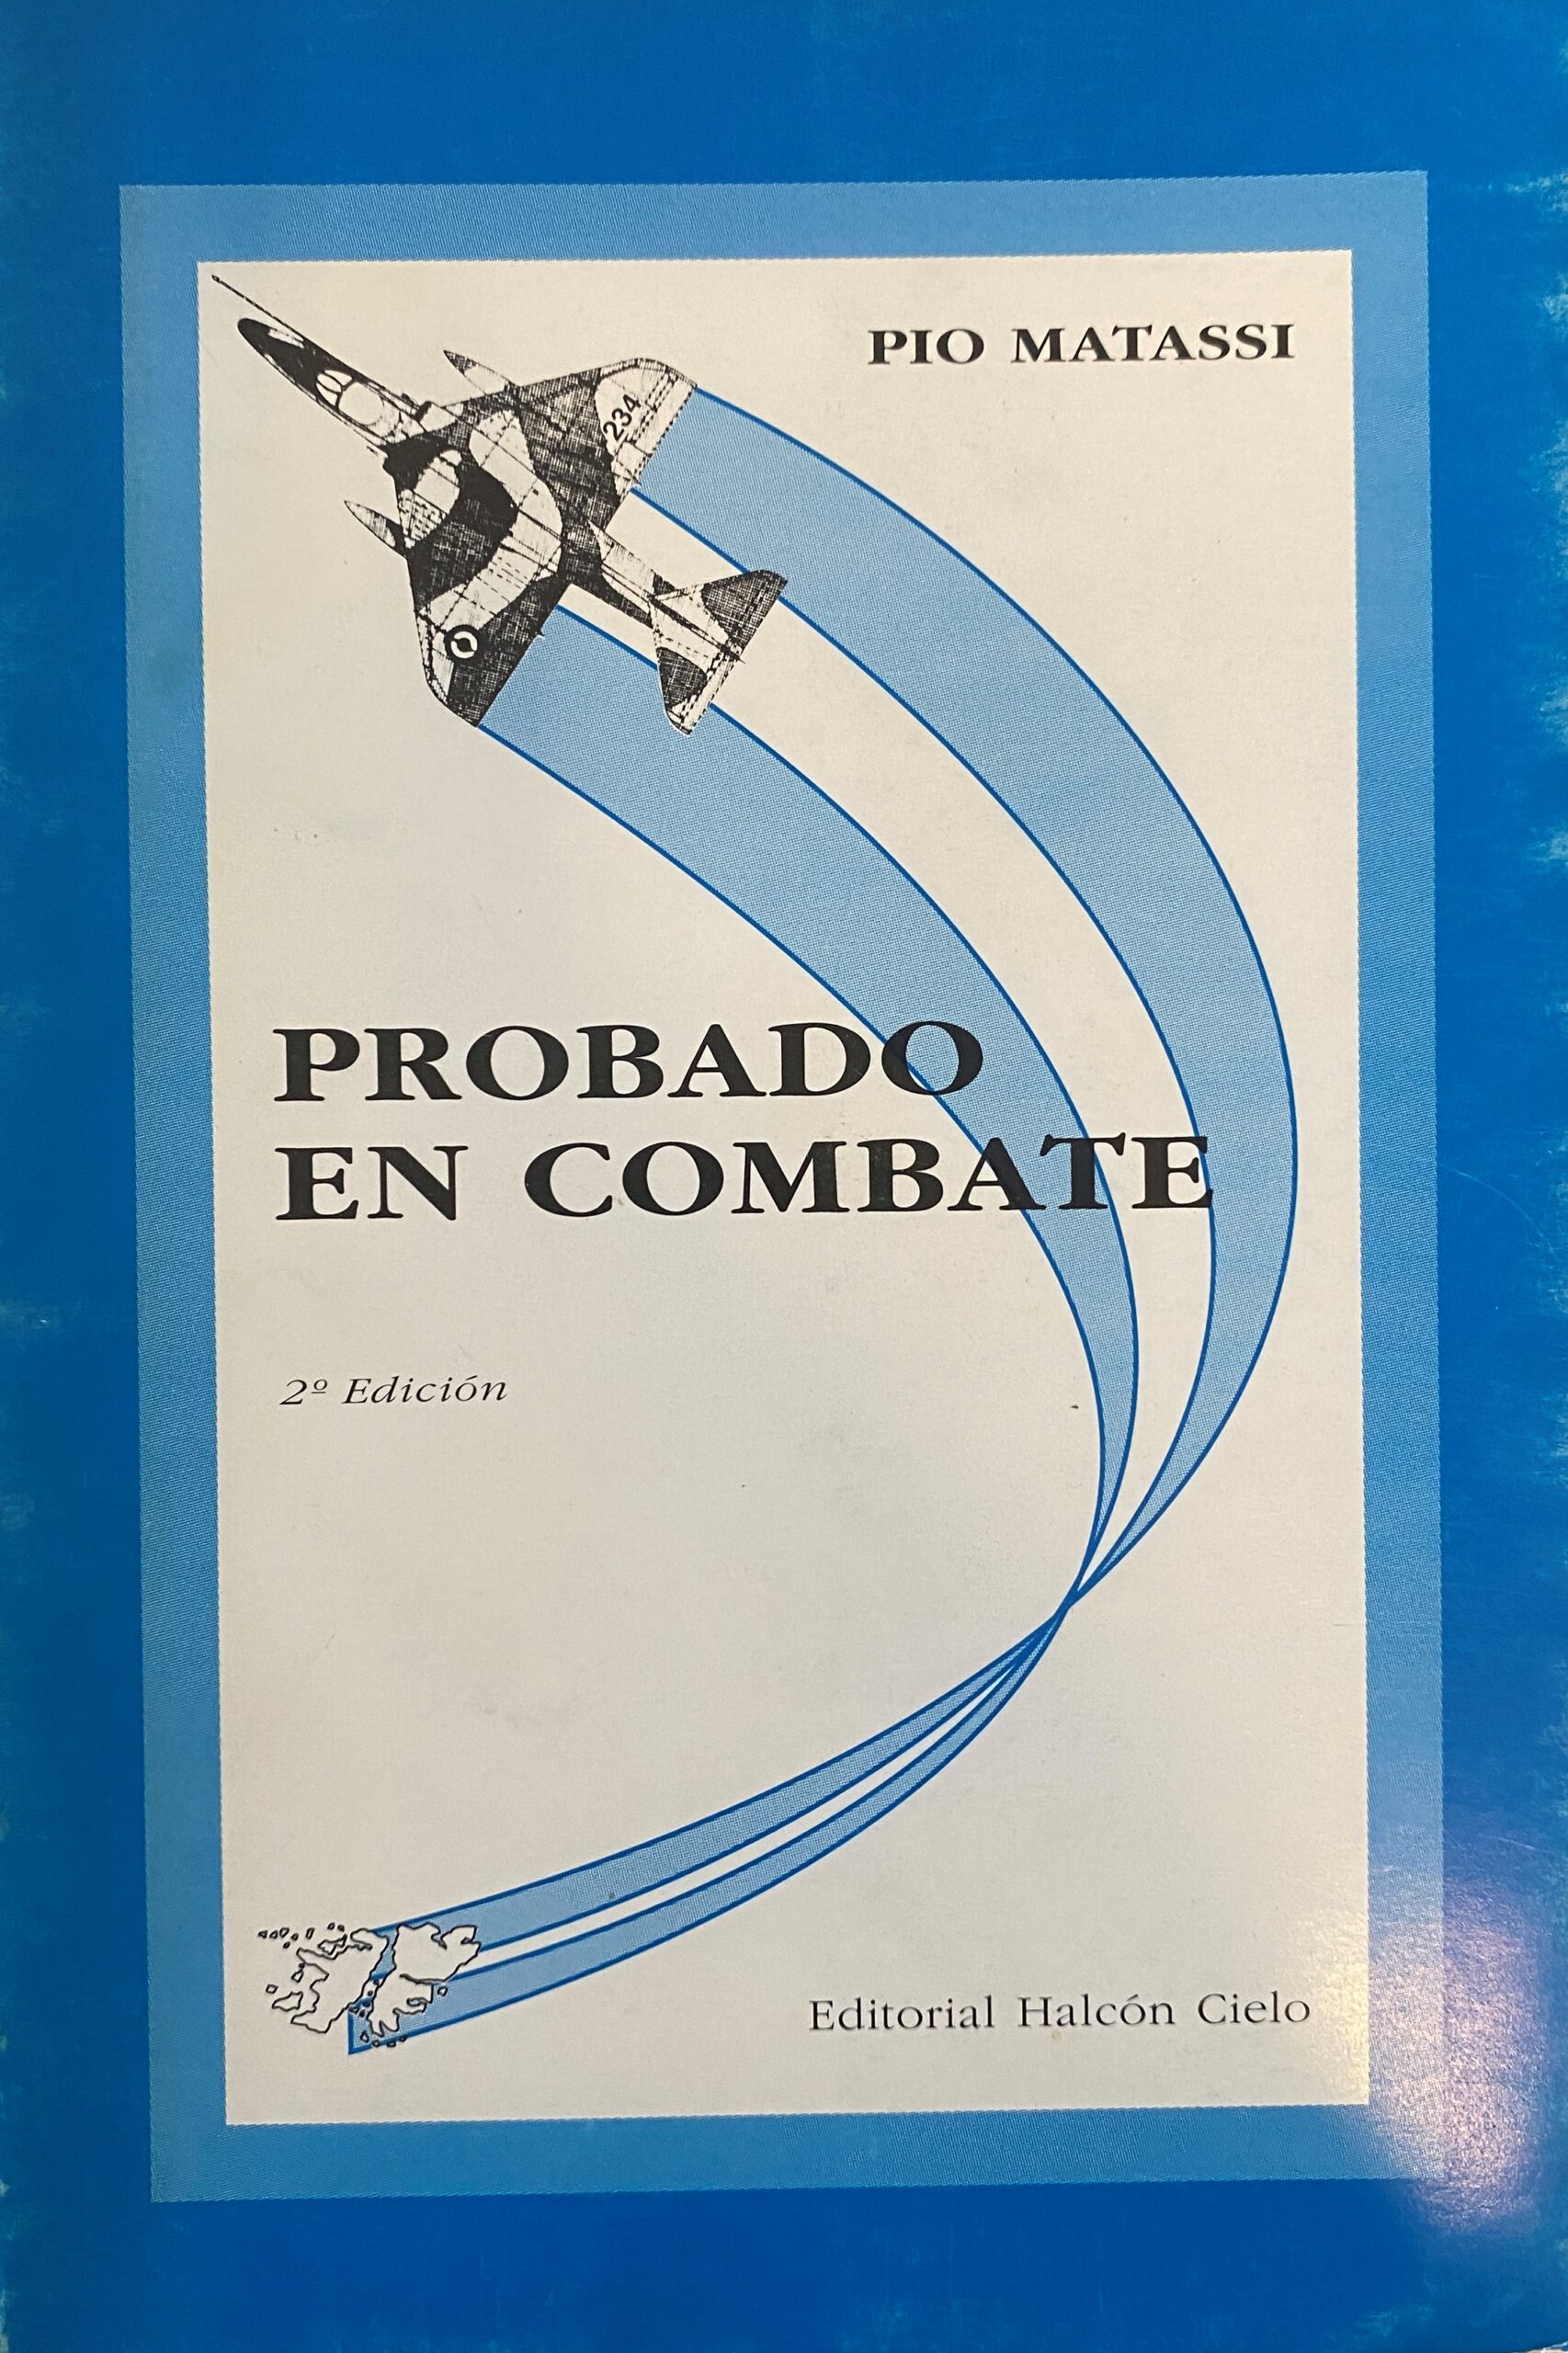 PIO MATASSI
234
PROBADO
EN COMBATE
2º Edición
Editorial Halcón Cielo